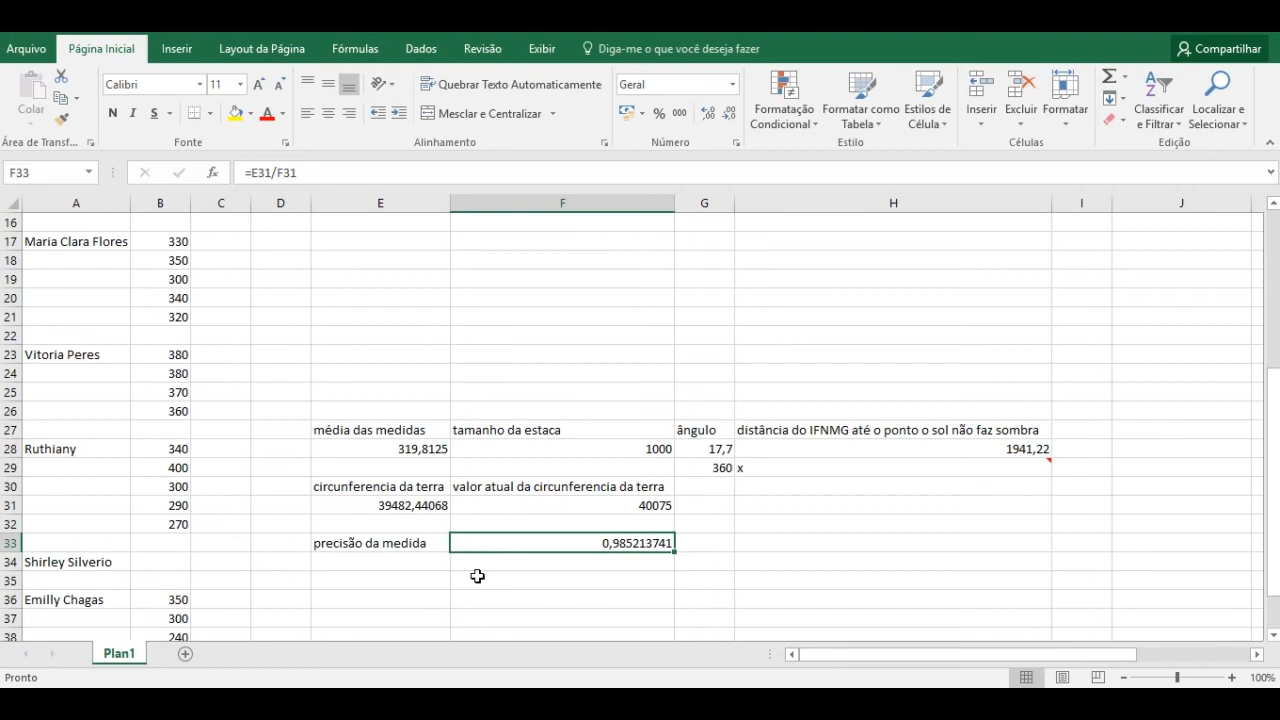 Arquivo Página Inicial Inserir Layout da Página Fórmulas Dados Revisão Exibir Diga-me o que você deseja fazer Compartilhar
Colar
Calibri 11
N I S
Quebrar Texto Automaticamente
Mesclar e Centralizar
Geral
% 000
Formatação Condicional
Formatar como Tabela
Estilos de Célula
Inserir Excluir Formatar
Classificar e Filtrar
Localizar e Selecionar
Área de Transf... Fonte Alinhamento Número Estilo Células Edição
F33 fx =E31/F31
A B C D E F G H I J
16
17 Maria Clara Flores 330
18 350
19 300
20 340
21 320
22
23 Vitoria Peres 380
24 380
25 370
26 360
27 média das medidas tamanho da estaca ângulo distância do IFNMG até o ponto o sol não faz sombra
28 Ruthiany 340 319,8125 1000 17,7 1941,22
29 400 360 x
30 300 circunferencia da terra valor atual da circunferencia da terra
31 290 39482,44068 40075
32 270
33 precisão da medida 0,985213741
34 Shirley Silverio
35
36 Emilly Chagas 350
37 300
38 240
Plan1
Pronto 100%